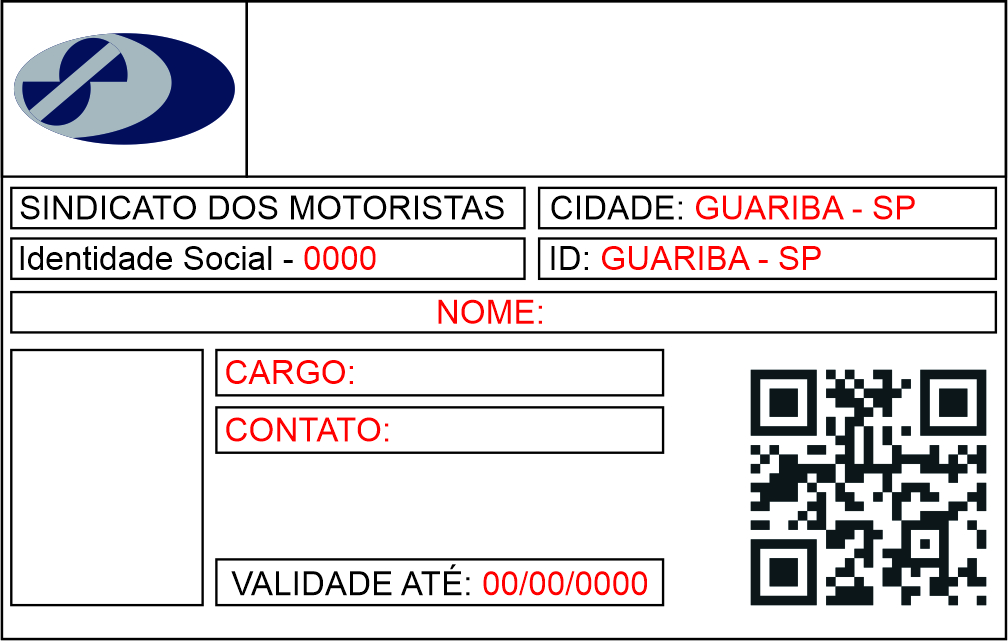 SINDICATO DOS MOTORISTAS
CIDADE: GUARIBA - SP
Identidade Social - 0000
ID: GUARIBA - SP
NOME:
CARGO:
CONTATO:
VALIDADE ATÉ: 00/00/0000